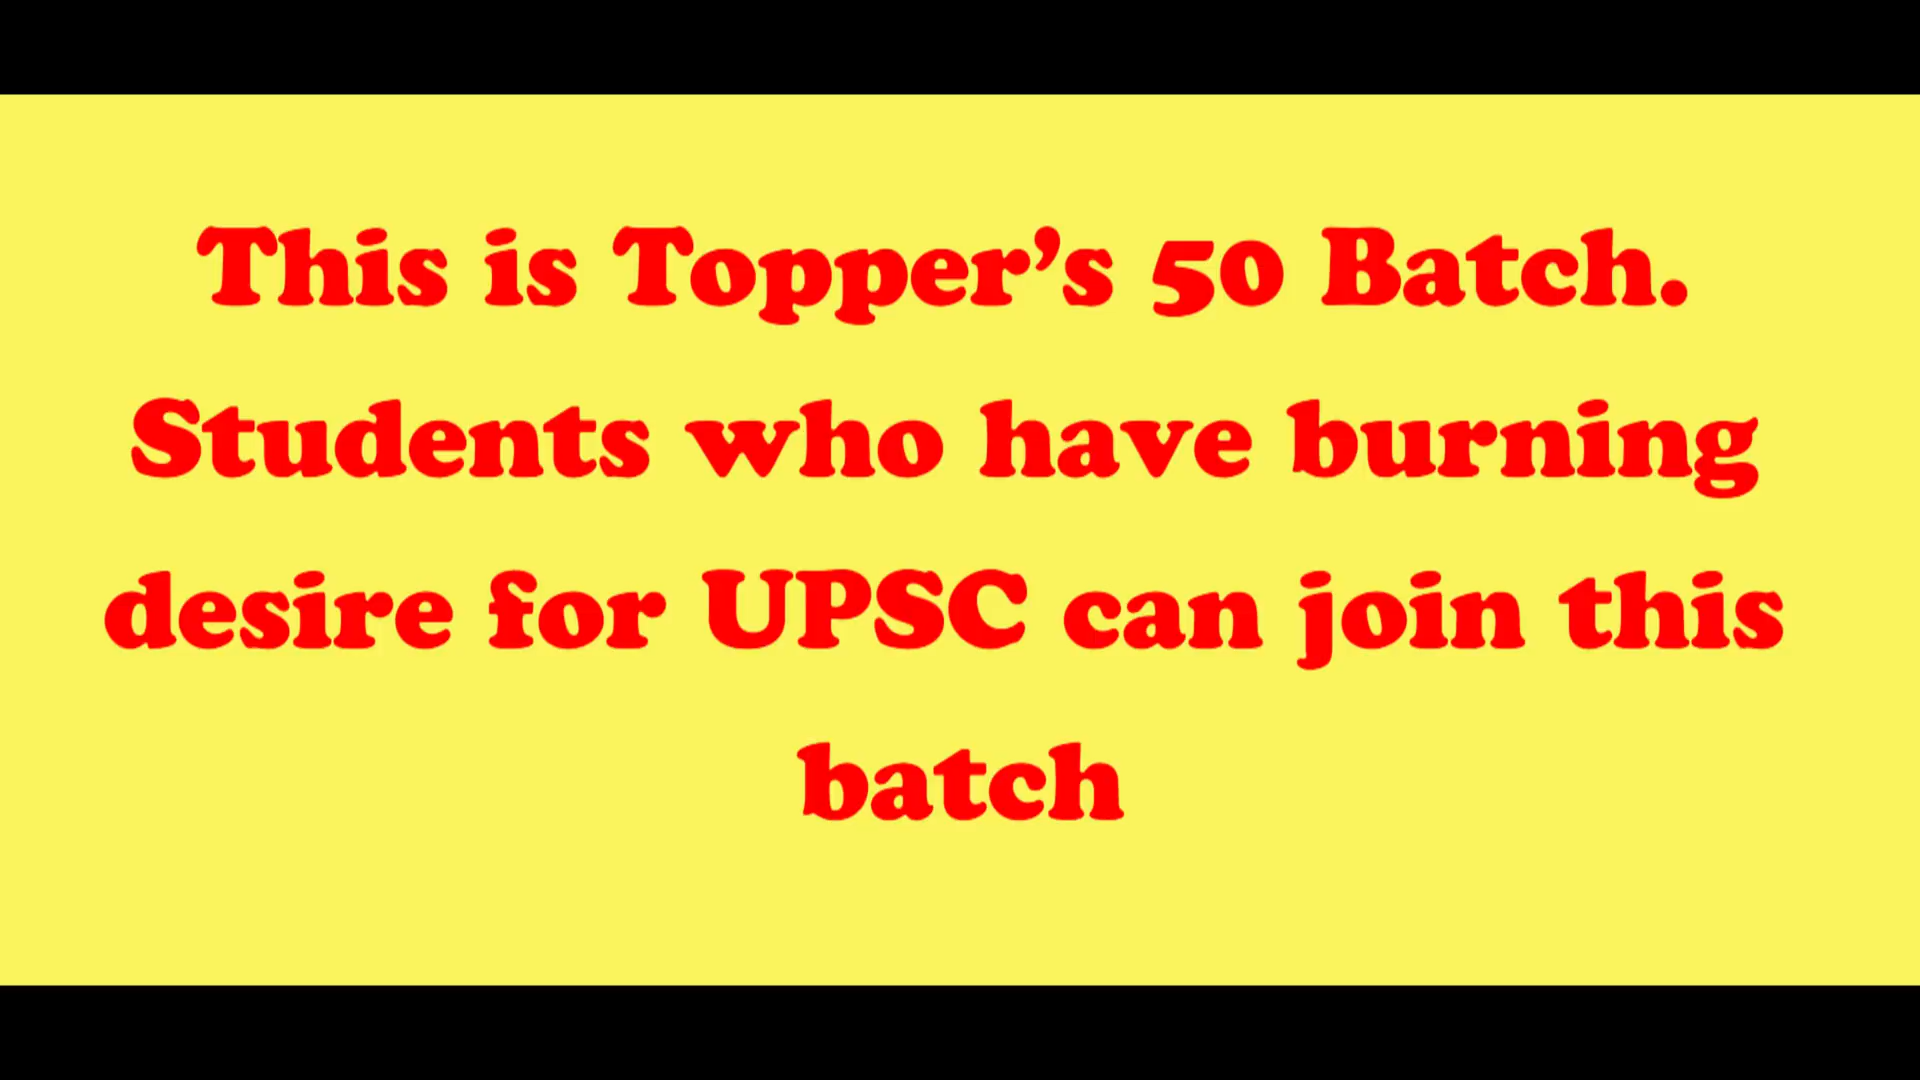 This is Topper’s 50 Batch.
Students who have burning
desire for UPSC can join this
batch